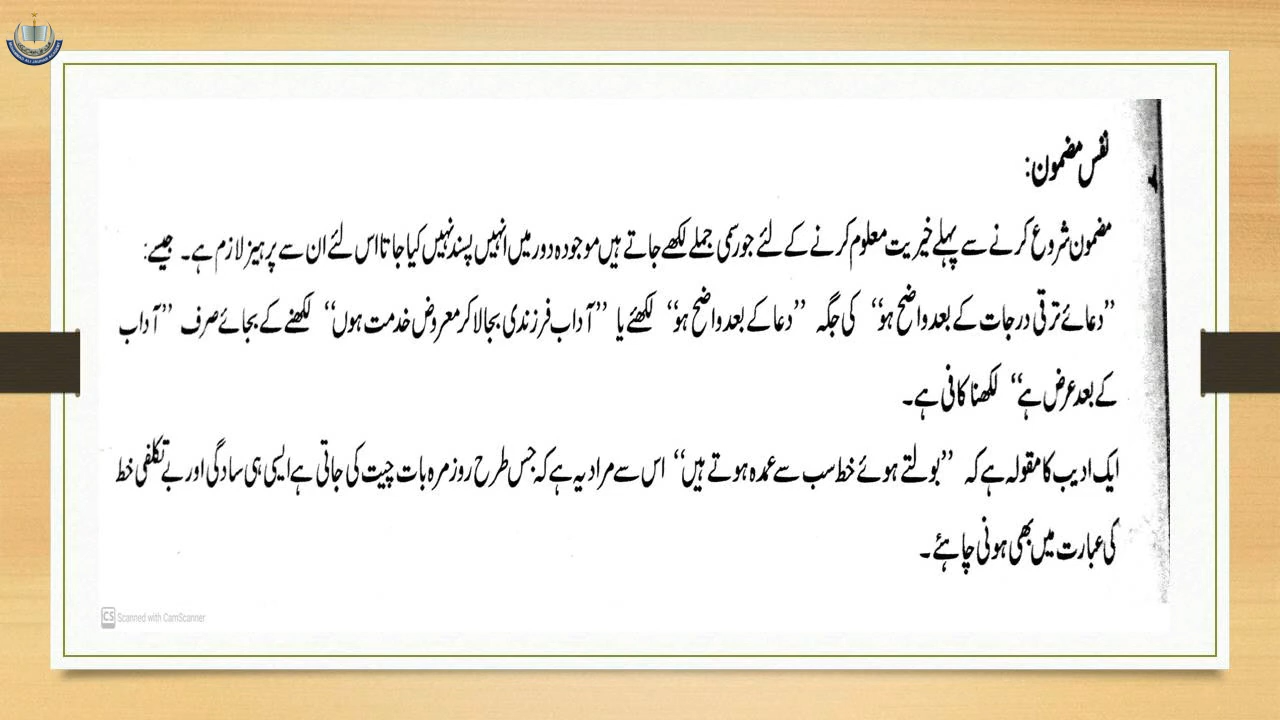 نفس مضمون:
مضمون شروع کرنے سے پہلے خیریت معلوم کرنے کے لئے جو رسمی جملے لکھے جاتے ہیں موجودہ دور میں انہیں پسند نہیں کیا جاتا اس لئے ان سے پرہیز لازم ہے۔ جیسے:
”دعائے ترقی درجات کے بعد واضح ہو“ کی جگہ ”دعا کے بعد واضح ہو“ لکھئے یا ”آداب فرزندی بجالا کر معروض خدمت ہوں“ لکھنے کے بجائے صرف ”آداب
کے بعد عرض ہے“ لکھنا کافی ہے۔
ایک ادیب کا مقولہ ہے کہ ”بولتے ہوئے خط سب سے عمدہ ہوتے ہیں“ اس سے مراد یہ ہے کہ جس طرح روز مرہ بات چیت کی جاتی ہے ایسی ہی سادگی اور بے تکلفی خط
کی عبارت میں بھی ہونی چاہئے۔
CS Scanned with CamScanner